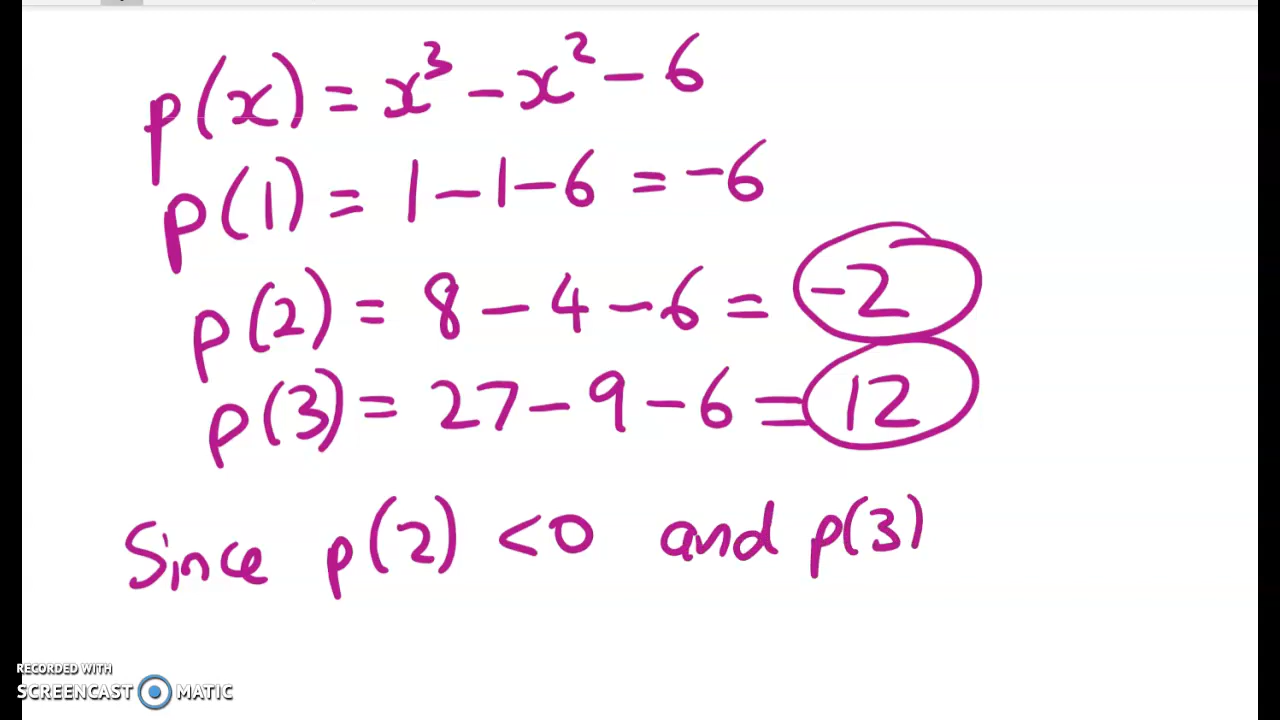 p(x) = x³ - x² - 6
p(1) = 1 - 1 - 6 = -6
p(2) = 8 - 4 - 6 = -2
p(3) = 27 - 9 - 6 = 12
Since p(2) < 0 and p(3)
RECORDED WITH
SCREENCAST MATIC